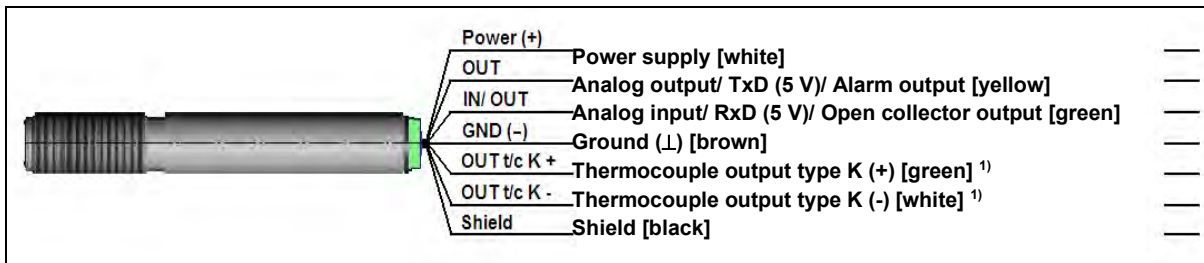 Power (+)
Power supply [white]
OUT
Analog output/ TxD (5 V)/ Alarm output [yellow]
IN/ OUT
Analog input/ RxD (5 V)/ Open collector output [green]
GND (–)
Ground (⊥) [brown]
OUT t/c K +
Thermocouple output type K (+) [green] ¹⁾
OUT t/c K -
Thermocouple output type K (-) [white] ¹⁾
Shield
Shield [black]